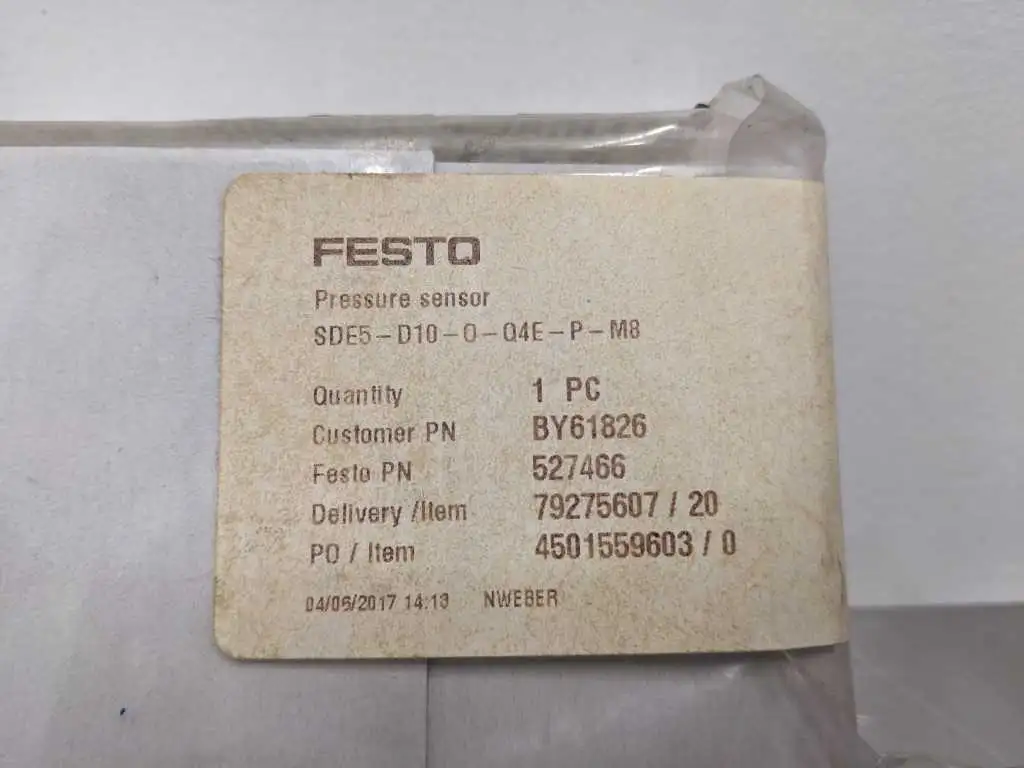 FESTO
Pressure sensor
SDE5-D10-O-Q4E-P-M8
Quantity 1 PC
Customer PN BY61826
Festo PN 527466
Delivery /Item 79275607 / 20
PO / Item 4501559603 / 0
04/06/2017 14:13 NWEBER